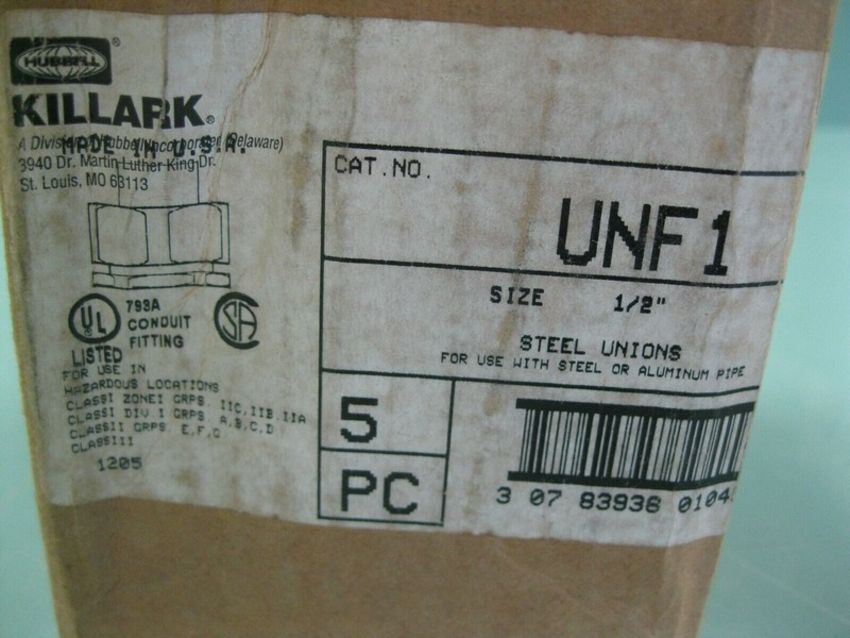 HUBBELL®
KILLARK®
A Division of Hubbell Incorporated (Delaware)
MADE IN U.S.A.
3940 Dr. Martin Luther King Dr.
St. Louis, MO 63113
UL
LISTED
793A
CONDUIT
FITTING
SA
FOR USE IN
HAZARDOUS LOCATIONS
CLASSI ZONE1 GRPS. IIC,IIB,IIA
CLASSI DIV I GRPS A,B,C,D
CLASSII GRPS. E,F,G
CLASSIII
1205
CAT.NO.
UNF1
SIZE 1/2"
STEEL UNIONS
FOR USE WITH STEEL OR ALUMINUM PIPE
5
PC
3 07 83936 0104